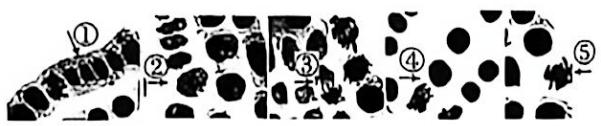 ① ② ③ ④ ⑤